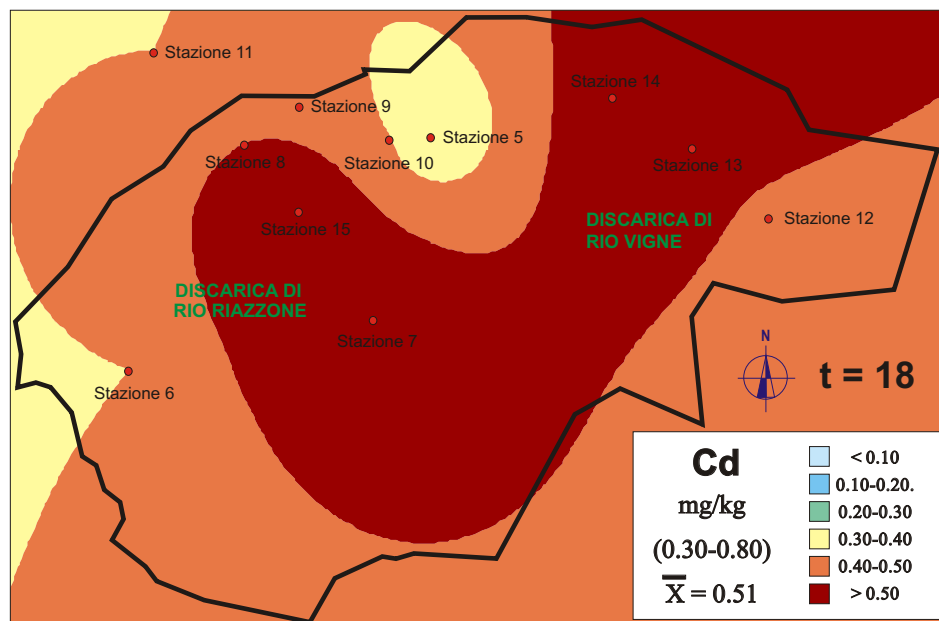 Stazione 11
Stazione 14
Stazione 9
Stazione 5
Stazione 10
Stazione 8
Stazione 13
Stazione 15
DISCARICA DI
RIO VIGNE
Stazione 12
DISCARICA DI
RIO RIAZZONE
Stazione 7
N
t = 18
Stazione 6
Cd
mg/kg
(0.30-0.80)
X = 0.51
< 0.10
0.10-0.20.
0.20-0.30
0.30-0.40
0.40-0.50
> 0.50